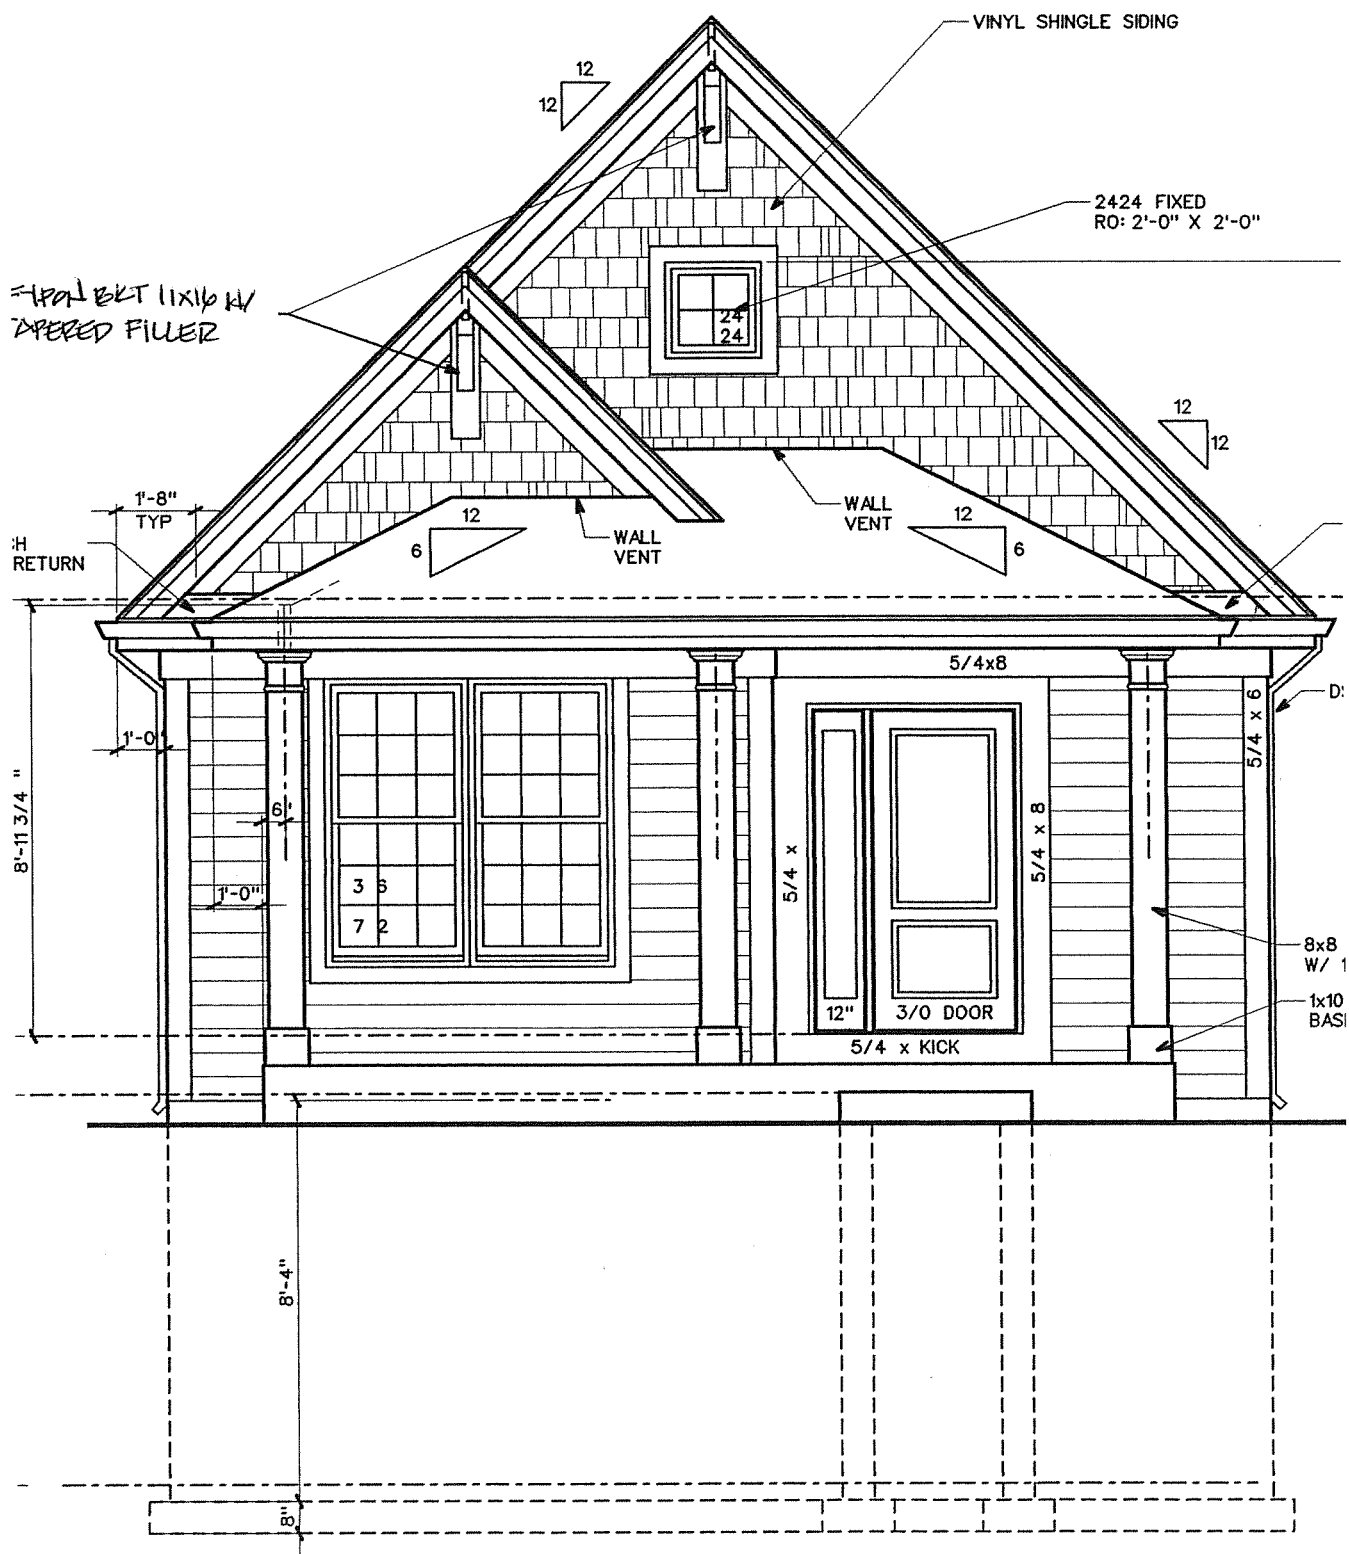 VINYL SHINGLE SIDING
12
12
2424 FIXED
RO: 2'-0" X 2'-0"
BKT 11X16 W/
TAPERED FILLER
24
24
12
12
1'-8"
TYP
WALL
VENT
12
6
WALL
VENT
12
6
RETURN
5/4x8
5/4 x 6
1'-0"
8'-11 3/4 "
6"
5/4 x
5/4 x 8
3 6
7 2
1'-0"
8x8
W/ 1
1x10
12"
3/0 DOOR
5/4 x KICK
8'-4"
8"